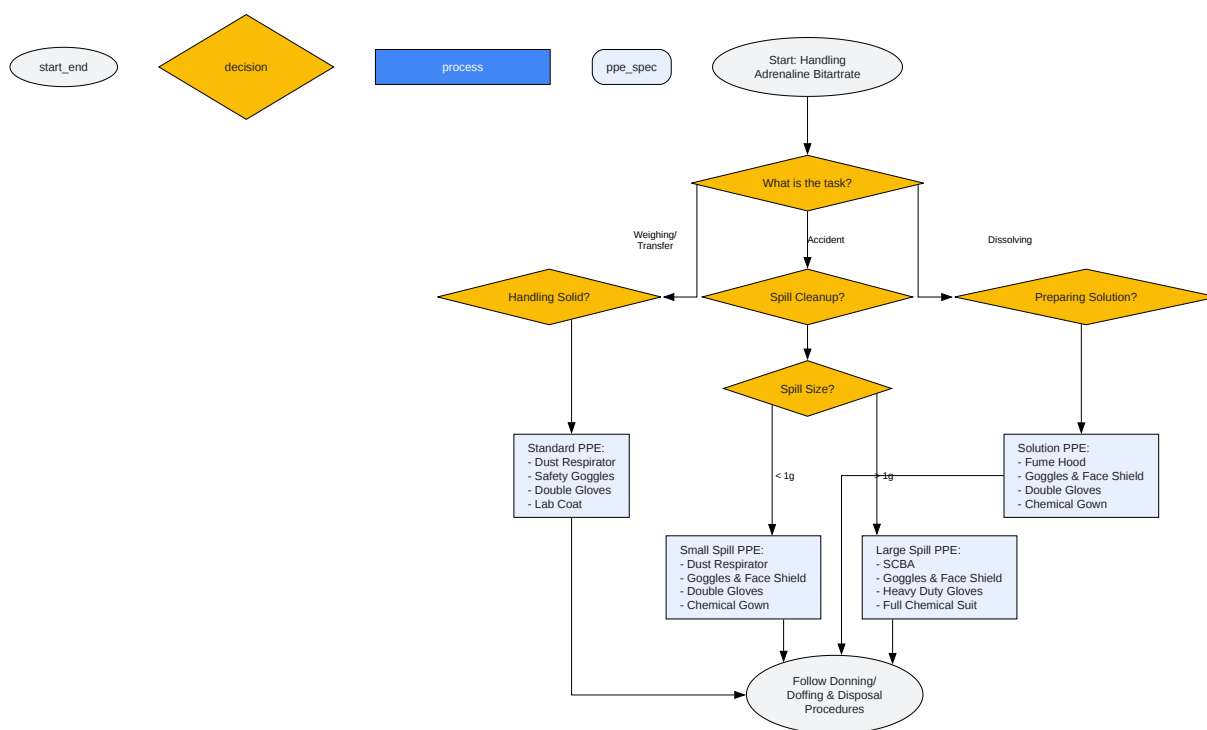 start_end
decision
process
ppe_spec
Start: Handling
Adrenaline Bitartrate
What is the task?
Weighing/
Transfer
Accident
Dissolving
Handling Solid?
Spill Cleanup?
Preparing Solution?
Spill Size?
Standard PPE:
- Dust Respirator
- Safety Goggles
- Double Gloves
- Lab Coat
< 1g
> 1g
Solution PPE:
- Fume Hood
- Goggles & Face Shield
- Double Gloves
- Chemical Gown
Small Spill PPE:
- Dust Respirator
- Goggles & Face Shield
- Double Gloves
- Chemical Gown
Large Spill PPE:
- SCBA
- Goggles & Face Shield
- Heavy Duty Gloves
- Full Chemical Suit
Follow Donning/
Doffing & Disposal
Procedures